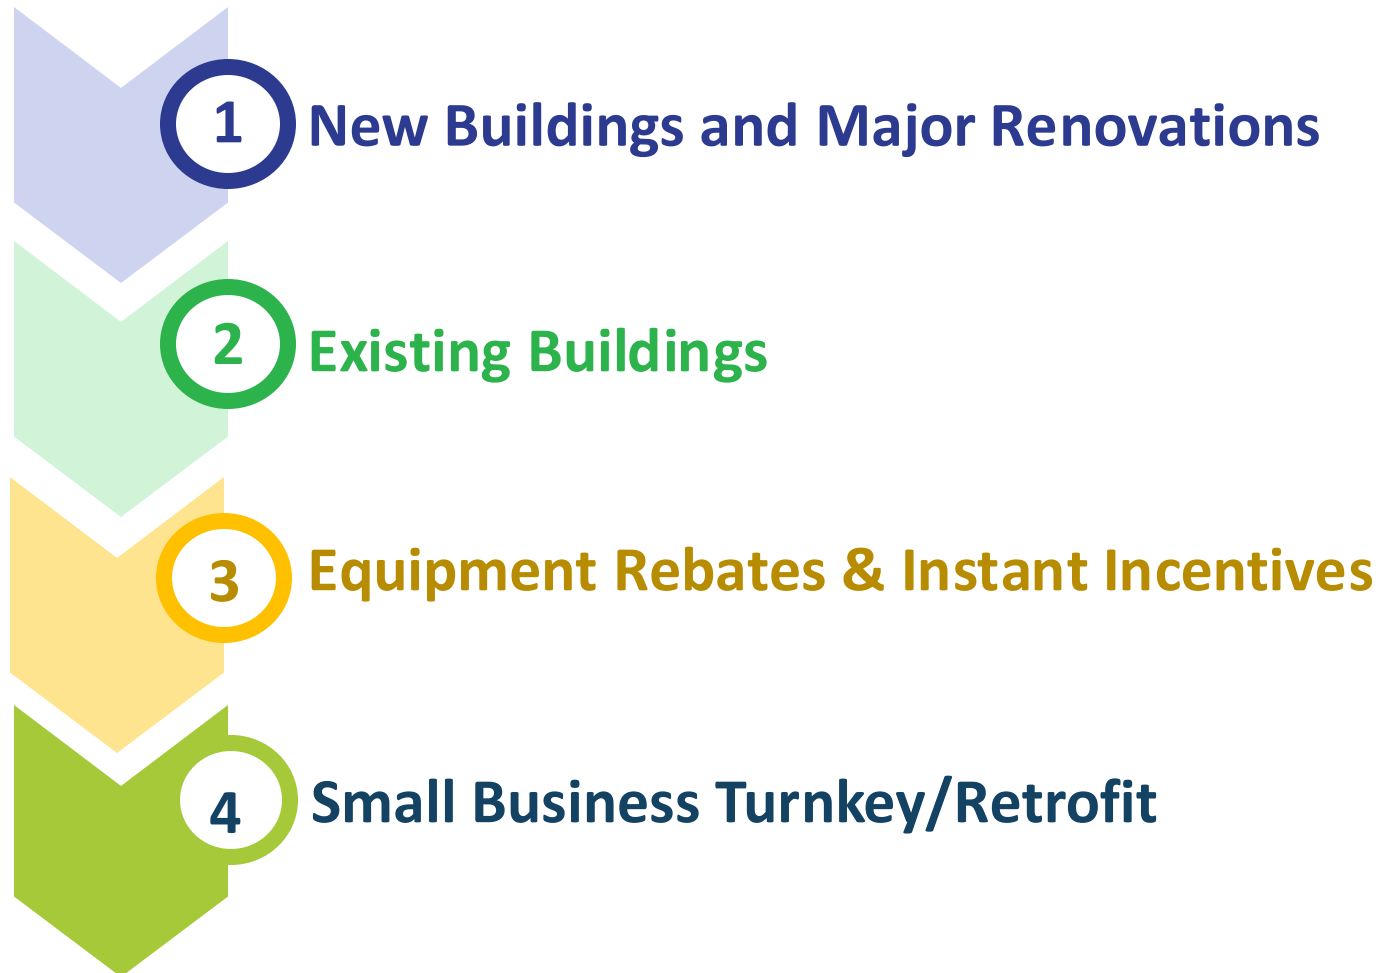 1 New Buildings and Major Renovations
2 Existing Buildings
3 Equipment Rebates & Instant Incentives
4 Small Business Turnkey/Retrofit